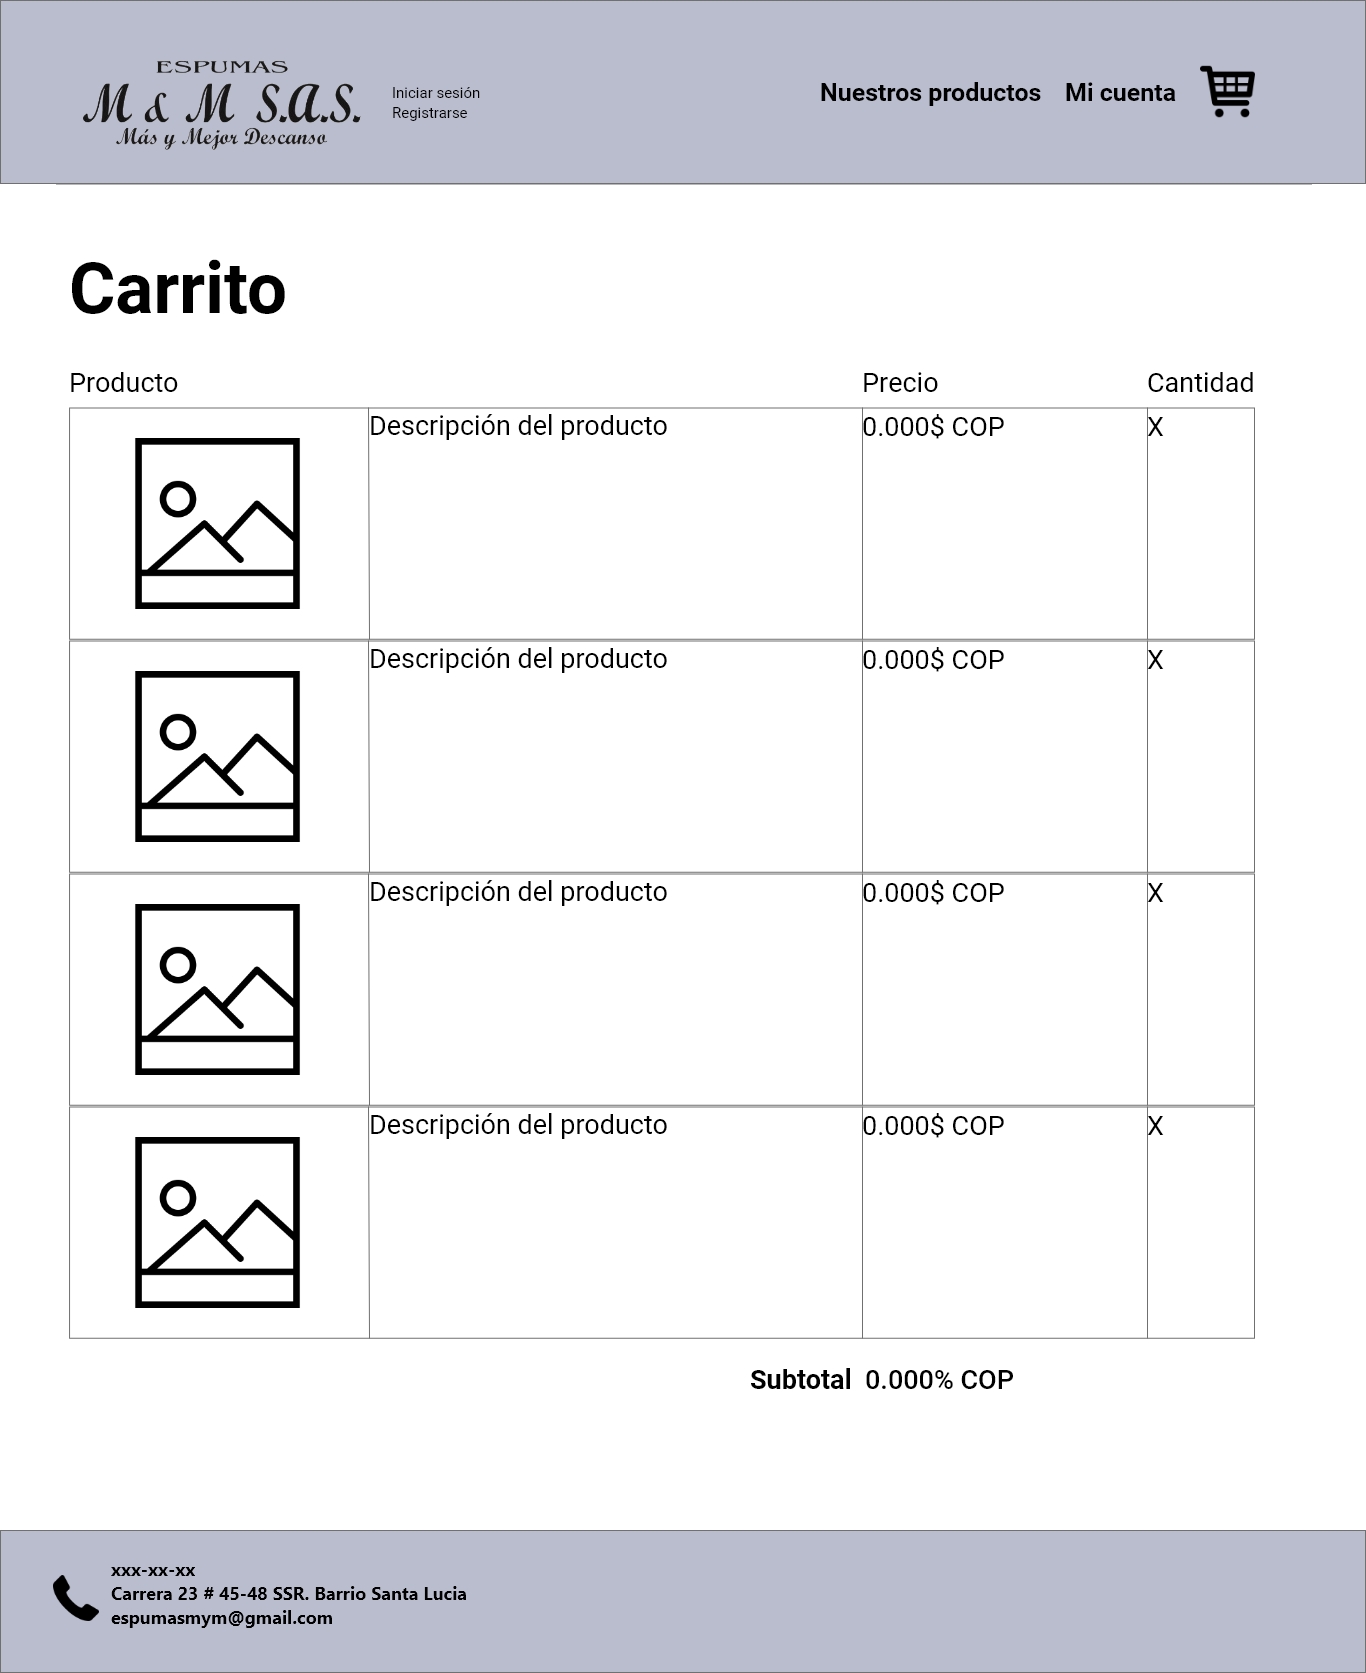 ESPUMAS
M & M S.A.S.
Más y Mejor Descanso
Iniciar sesión
Registrarse
Nuestros productos Mi cuenta
Carrito
Producto Precio Cantidad
Descripción del producto 0.000$ COP X
Descripción del producto 0.000$ COP X
Descripción del producto 0.000$ COP X
Descripción del producto 0.000$ COP X
Subtotal 0.000% COP
xxx-xx-xx
Carrera 23 # 45-48 SSR. Barrio Santa Lucia
espumasmym@gmail.com